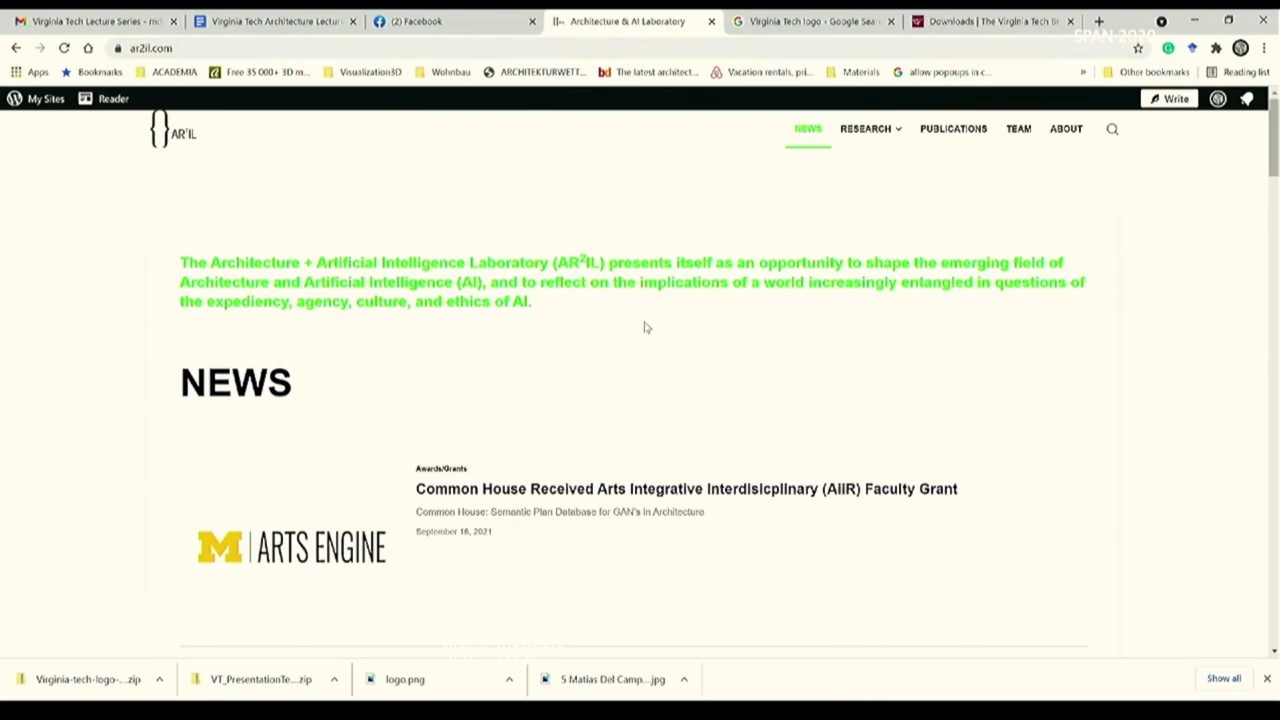 Virginia Tech Lecture Series - md
Virginia Tech Architecture Lectur
(2) Facebook
Architecture & AI Laboratory
Virginia Tech logo - Google Sear
Downloads | The Virginia Tech Br
SPAN 2020
ar2il.com
Apps
Bookmarks
ACADEMIA
Free 35 000+ 3D m...
Visualization3D
Wohnbau
ARCHITEKTURWETT...
The latest architect...
Vacation rentals, pri...
Materials
allow popoups in c...
»
Other bookmarks
Reading list
My Sites
Reader
Write
AR²IL
NEWS
RESEARCH
PUBLICATIONS
TEAM
ABOUT
The Architecture + Artificial Intelligence Laboratory (AR²IL) presents itself as an opportunity to shape the emerging field of
Architecture and Artificial Intelligence (AI), and to reflect on the implications of a world increasingly entangled in questions of
the expediency, agency, culture, and ethics of AI.
NEWS
Awards/Grants
Common House Received Arts Integrative Interdisicplinary (AIIR) Faculty Grant
Common House: Semantic Plan Database for GAN's in Architecture
September 16, 2021
M | ARTS ENGINE
Virginia-tech-logo-...zip
VT_PresentationTe...zip
logo.png
5 Matias Del Camp...jpg
Show all